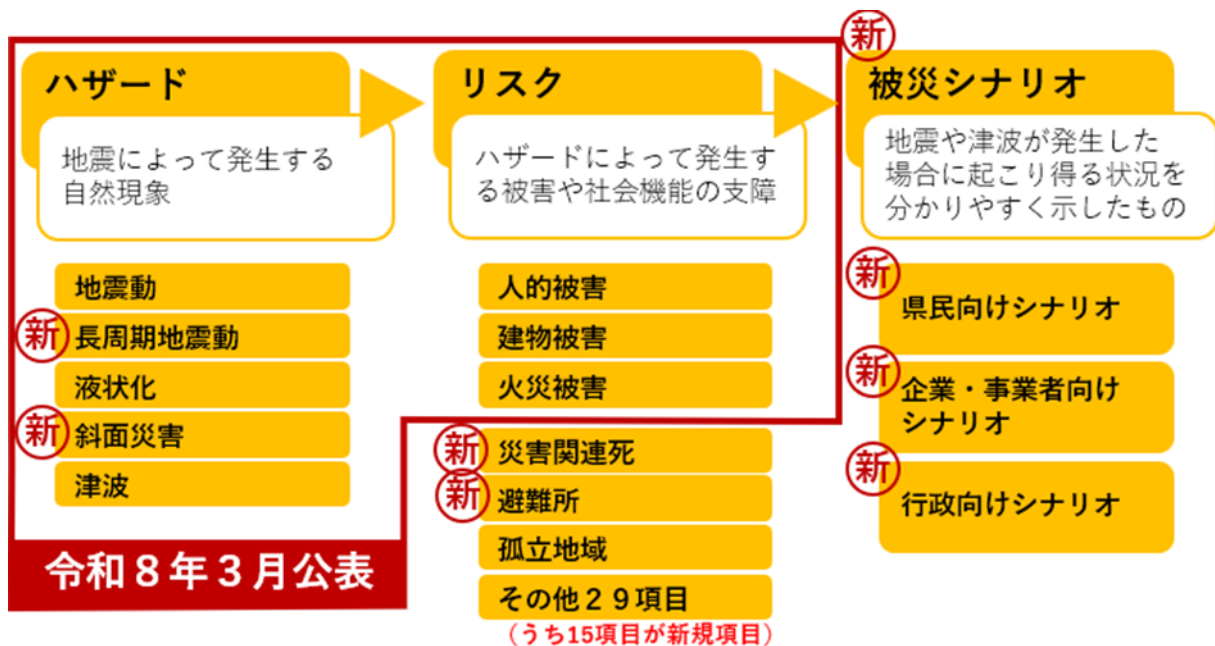 ハザード
地震によって発生する
自然現象
地震動
新
長周期地震動
液状化
新
斜面災害
津波
令和８年３月公表
リスク
ハザードによって発生す
る被害や社会機能の支障
人的被害
建物被害
火災被害
新
災害関連死
新
避難所
孤立地域
その他２９項目
（うち15項目が新規項目）
新
被災シナリオ
地震や津波が発生した
場合に起こり得る状況を
分かりやすく示したもの
新
県民向けシナリオ
新
企業・事業者向け
シナリオ
新
行政向けシナリオ